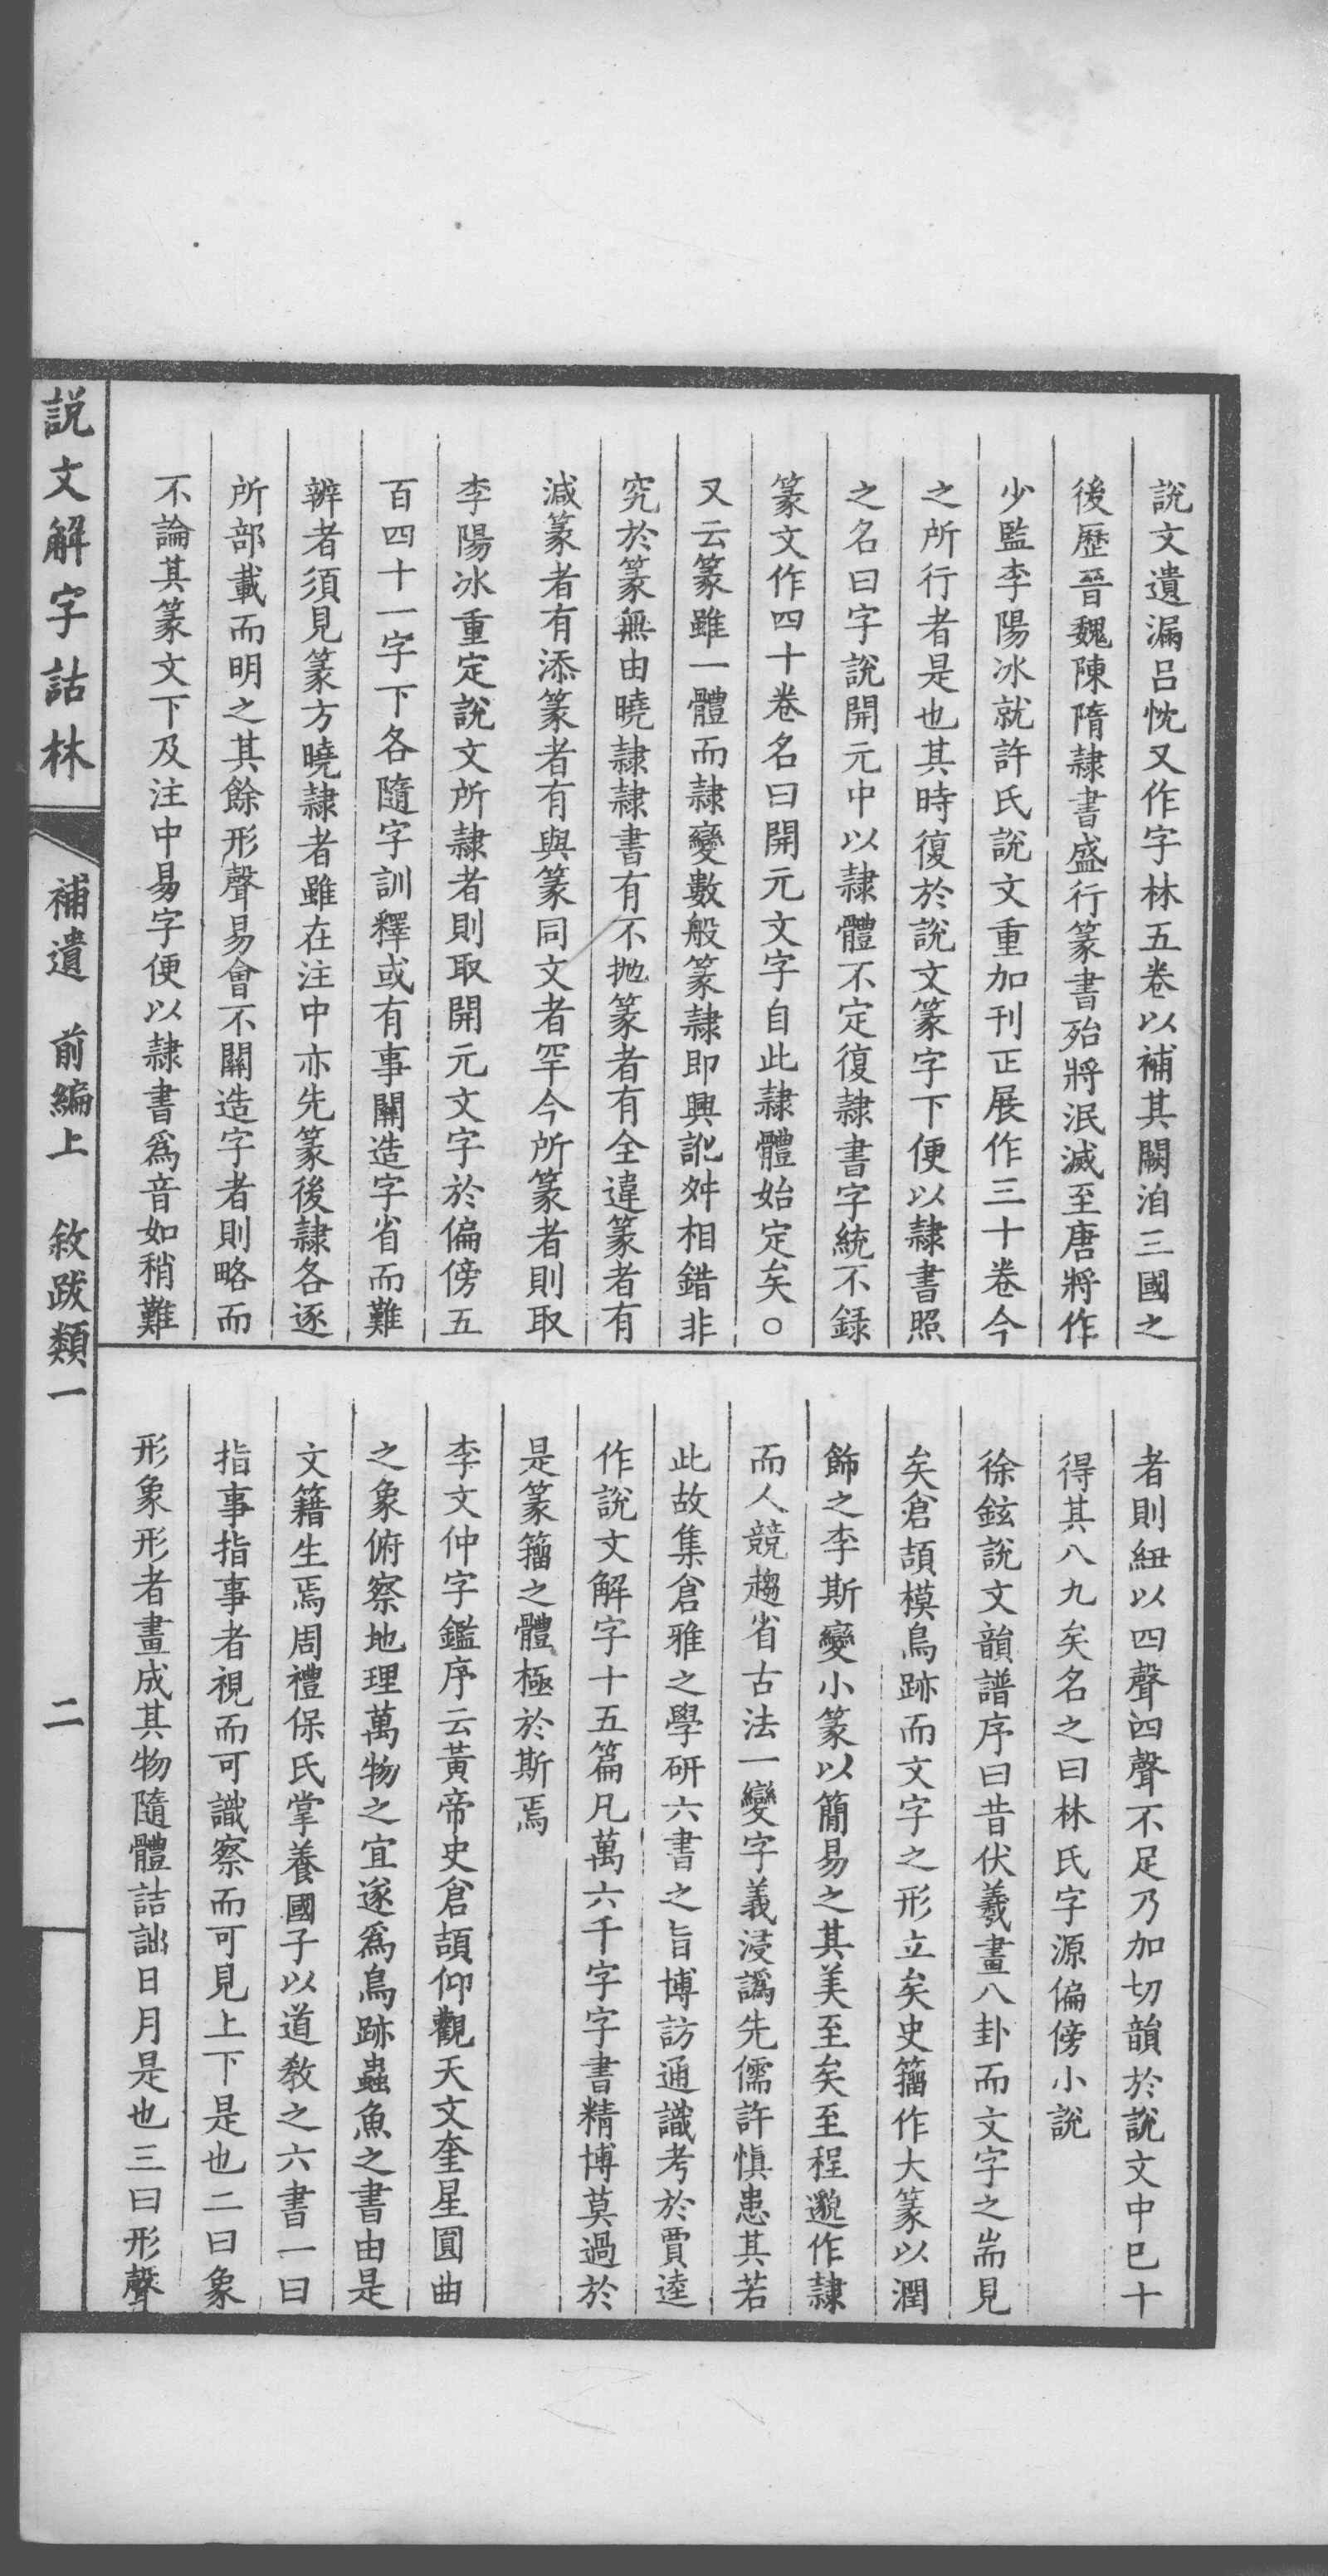 說文遺漏呂忱又作字林五卷以補其闕洎三國之
後歷晉魏陳隋隸書盛行篆書殆將泯滅至唐將作
少監李陽冰就許氏說文重加刊正展作三十卷今
之所行者是也其時復於說文篆字下便以隸書照
之名曰字說開元中以隸體不定復隸書字統不録
篆文作四十卷名曰開元文字自此隸體始定矣○
又云篆雖一體而隸變數般篆隸即興訛舛相錯非
究於篆無由曉隸隸書有不抛篆者有全違篆者有
減篆者有添篆者有與篆同文者罕今所篆者則取
李陽冰重定說文所隸者則取開元文字於偏傍五
百四十一字下各隨字訓釋或有事關造字省而難
辨者須見篆方曉隸者雖在注中亦先篆後隸各逐
所部載而明之其餘形聲易會不關造字者則略而
不論其篆文下及注中易字便以隸書爲音如稍難
者則紐以四聲四聲不足乃加切韻於說文中已十
得其八九矣名之曰林氏字源偏傍小說
徐鉉說文韻譜序曰昔伏羲畫八卦而文字之耑見
矣倉頡模鳥跡而文字之形立矣史籀作大篆以潤
飾之李斯變小篆以簡易之其美至矣至程邈作隸
而人競趨省古法一變字義浸譌先儒許慎患其若
此故集倉雅之學研六書之旨博訪通識考於賈逵
作說文解字十五篇凡萬六千字字書精博莫過於
是篆籀之體極於斯焉
李文仲字鑑序云黃帝史倉頡仰觀天文奎星圓曲
之象俯察地理萬物之宜遂爲鳥跡蟲魚之書由是
文籍生焉周禮保氏掌養國子以道敎之六書一曰
指事指事者視而可識察而可見上下是也二曰象
形象形者畫成其物隨體詰詘日月是也三曰形聲
說文解字詁林
補遺 前編上 敘跋類一
二